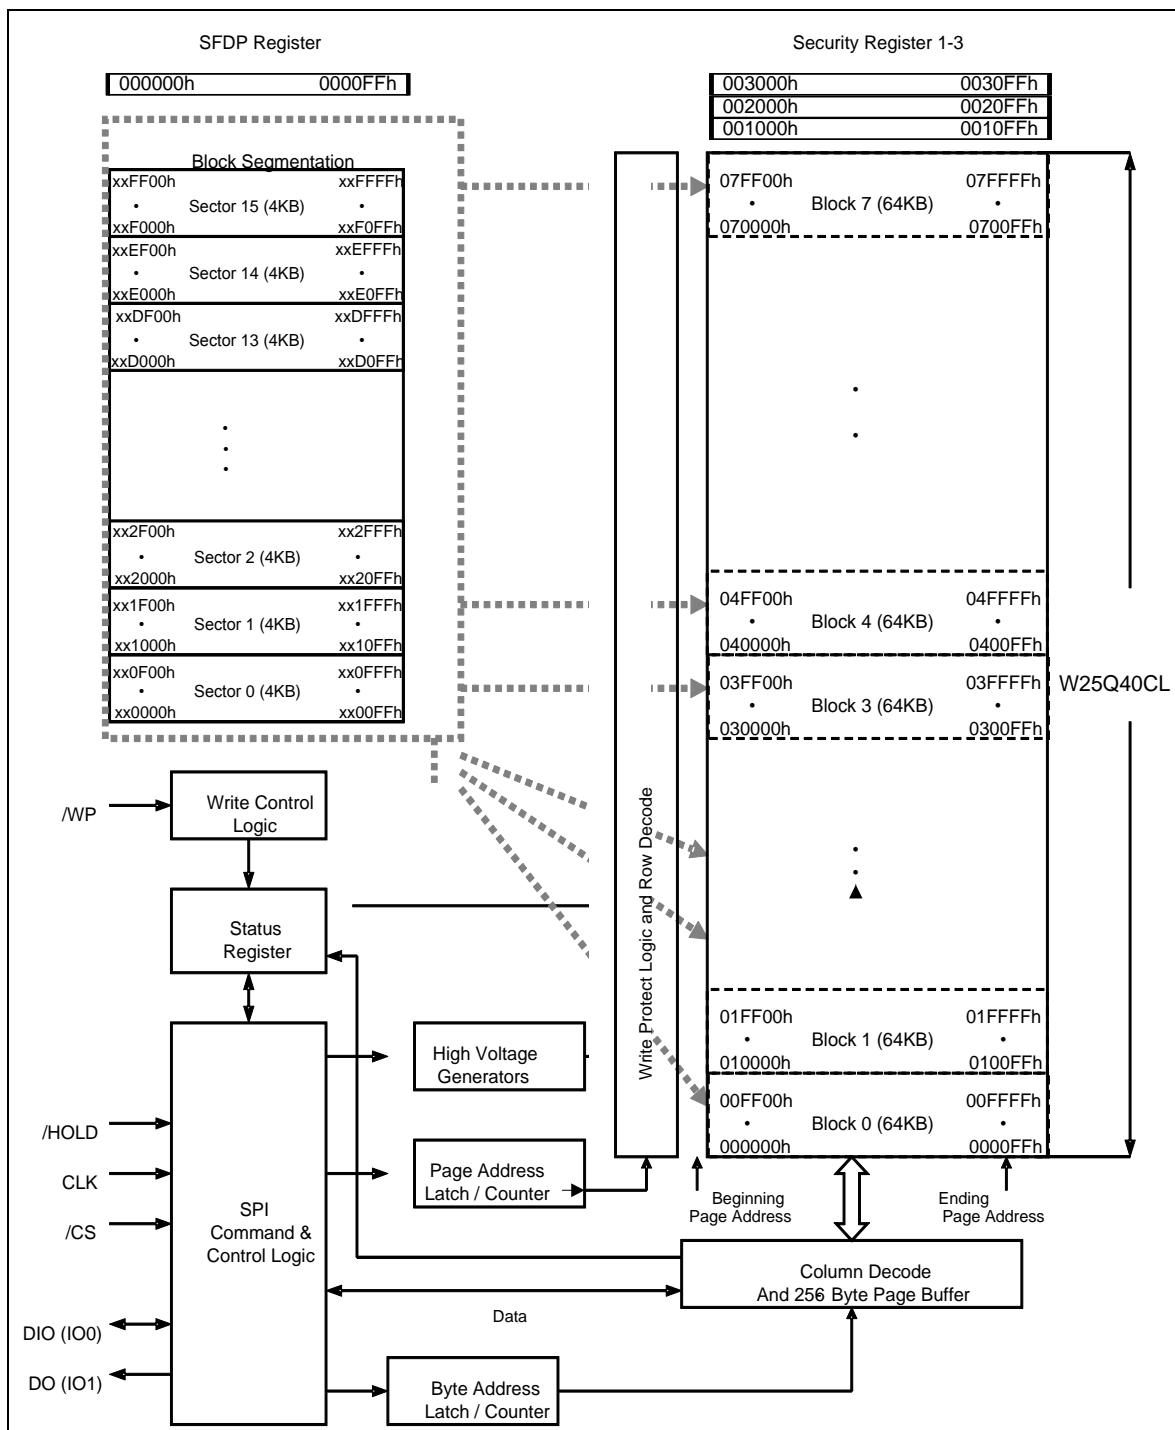 SFDP Register
Security Register 1-3
000000h 0000FFh
003000h 0030FFh
002000h 0020FFh
001000h 0010FFh
Block Segmentation
xxFF00h xxFFFFh
Sector 15 (4KB)
xxF000h xxF0FFh
xxEF00h xxEFFFh
Sector 14 (4KB)
xxE000h xxE0FFh
xxDF00h xxDFFFh
Sector 13 (4KB)
xxD000h xxD0FFh
xx2F00h xx2FFFh
Sector 2 (4KB)
xx2000h xx20FFh
xx1F00h xx1FFFh
Sector 1 (4KB)
xx1000h xx10FFh
xx0F00h xx0FFFh
Sector 0 (4KB)
xx0000h xx00FFh
07FF00h 07FFFFh
Block 7 (64KB)
070000h 0700FFh
04FF00h 04FFFFh
Block 4 (64KB)
040000h 0400FFh
03FF00h 03FFFFh
Block 3 (64KB)
030000h 0300FFh
01FF00h 01FFFFh
Block 1 (64KB)
010000h 0100FFh
00FF00h 00FFFFh
Block 0 (64KB)
000000h 0000FFh
W25Q40CL
Write Protect Logic and Row Decode
/WP
Write Control
Logic
Status
Register
High Voltage
Generators
/HOLD
CLK
/CS
SPI
Command &
Control Logic
Page Address
Latch / Counter
Beginning
Page Address
Ending
Page Address
Column Decode
And 256 Byte Page Buffer
Data
DIO (IO0)
DO (IO1)
Byte Address
Latch / Counter